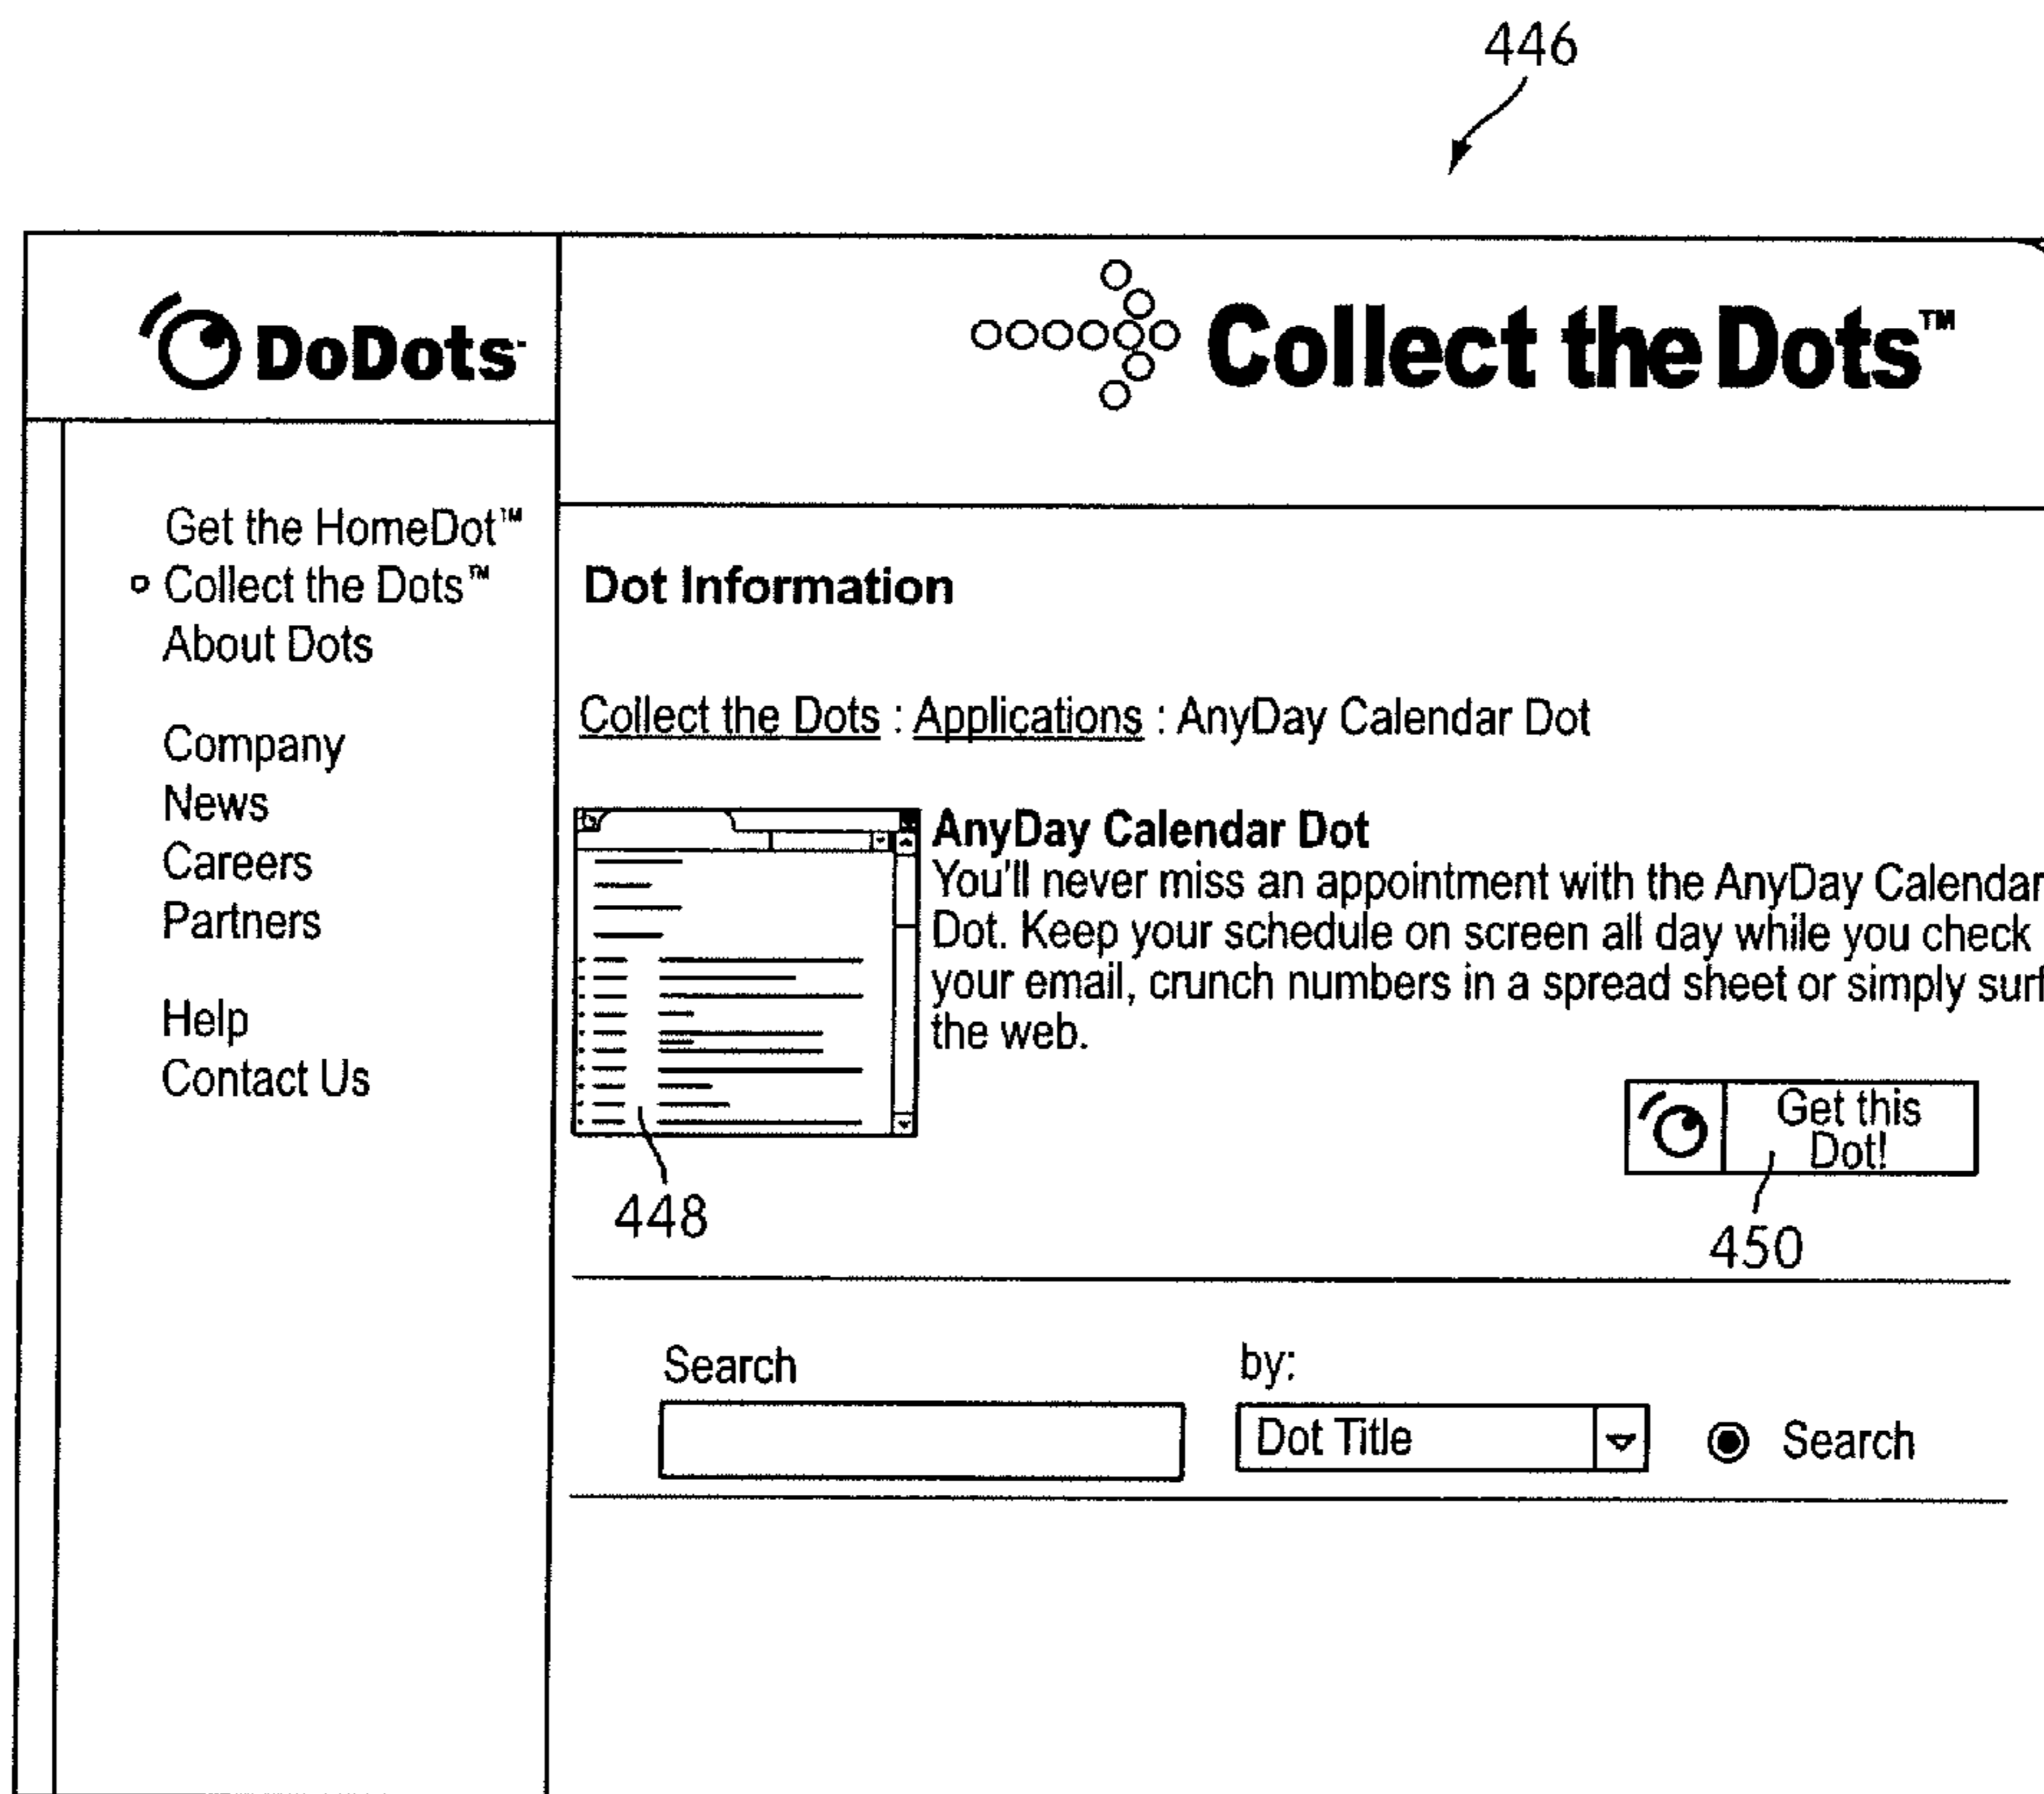 446
DoDots
Collect the Dots™
Get the HomeDot™
Collect the Dots™
About Dots
Company
News
Careers
Partners
Help
Contact Us
Dot Information
Collect the Dots : Applications : AnyDay Calendar Dot
AnyDay Calendar Dot
You'll never miss an appointment with the AnyDay Calendar
Dot. Keep your schedule on screen all day while you check
your email, crunch numbers in a spread sheet or simply surf
the web.
Get this
Dot!
448
450
Search by:
Dot Title Search